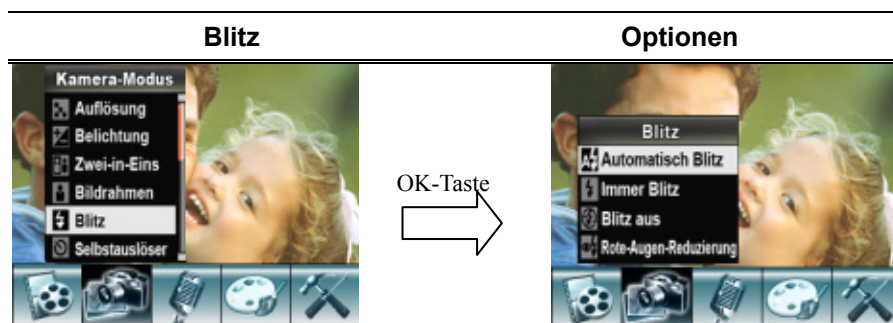 Blitz
Optionen
Kamera-Modus
Auflösung
Belichtung
Zwei-in-Eins
Bildrahmen
Blitz
Selbstauslöser
OK-Taste
Blitz
Automatisch Blitz
Immer Blitz
Blitz aus
Rote-Augen-Reduzierung